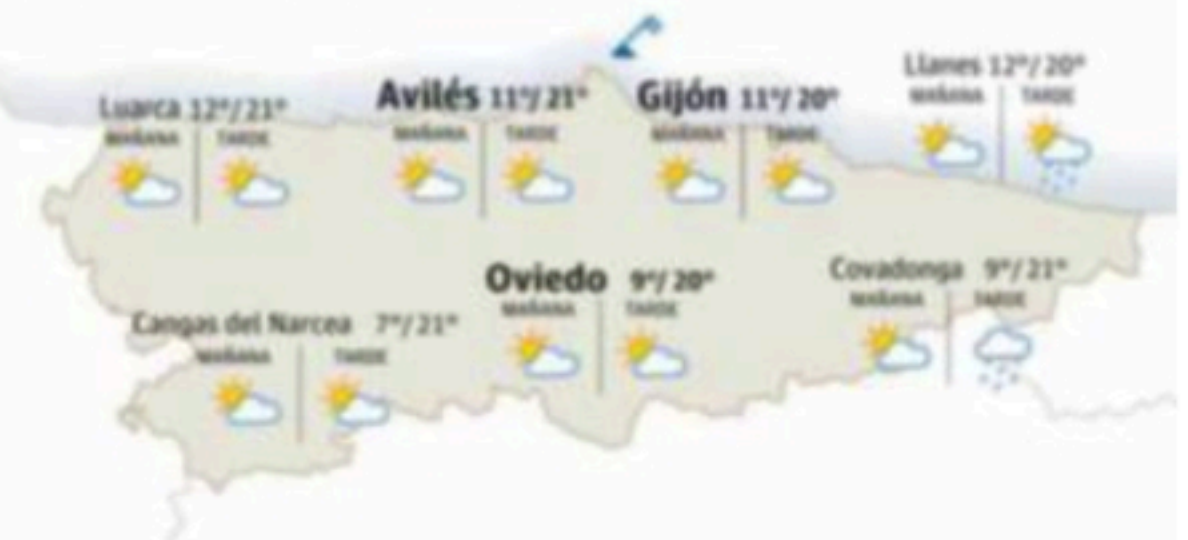 Llanes 12°/20°
MAÑANA TARDE
Luarca 12°/21°
MAÑANA TARDE
Avilés 11°/21°
MAÑANA TARDE
Gijón 11°/20°
MAÑANA TARDE
Oviedo 9°/20°
MAÑANA TARDE
Covadonga 9°/21°
MAÑANA TARDE
Cangas del Narcea 7°/21°
MAÑANA TARDE